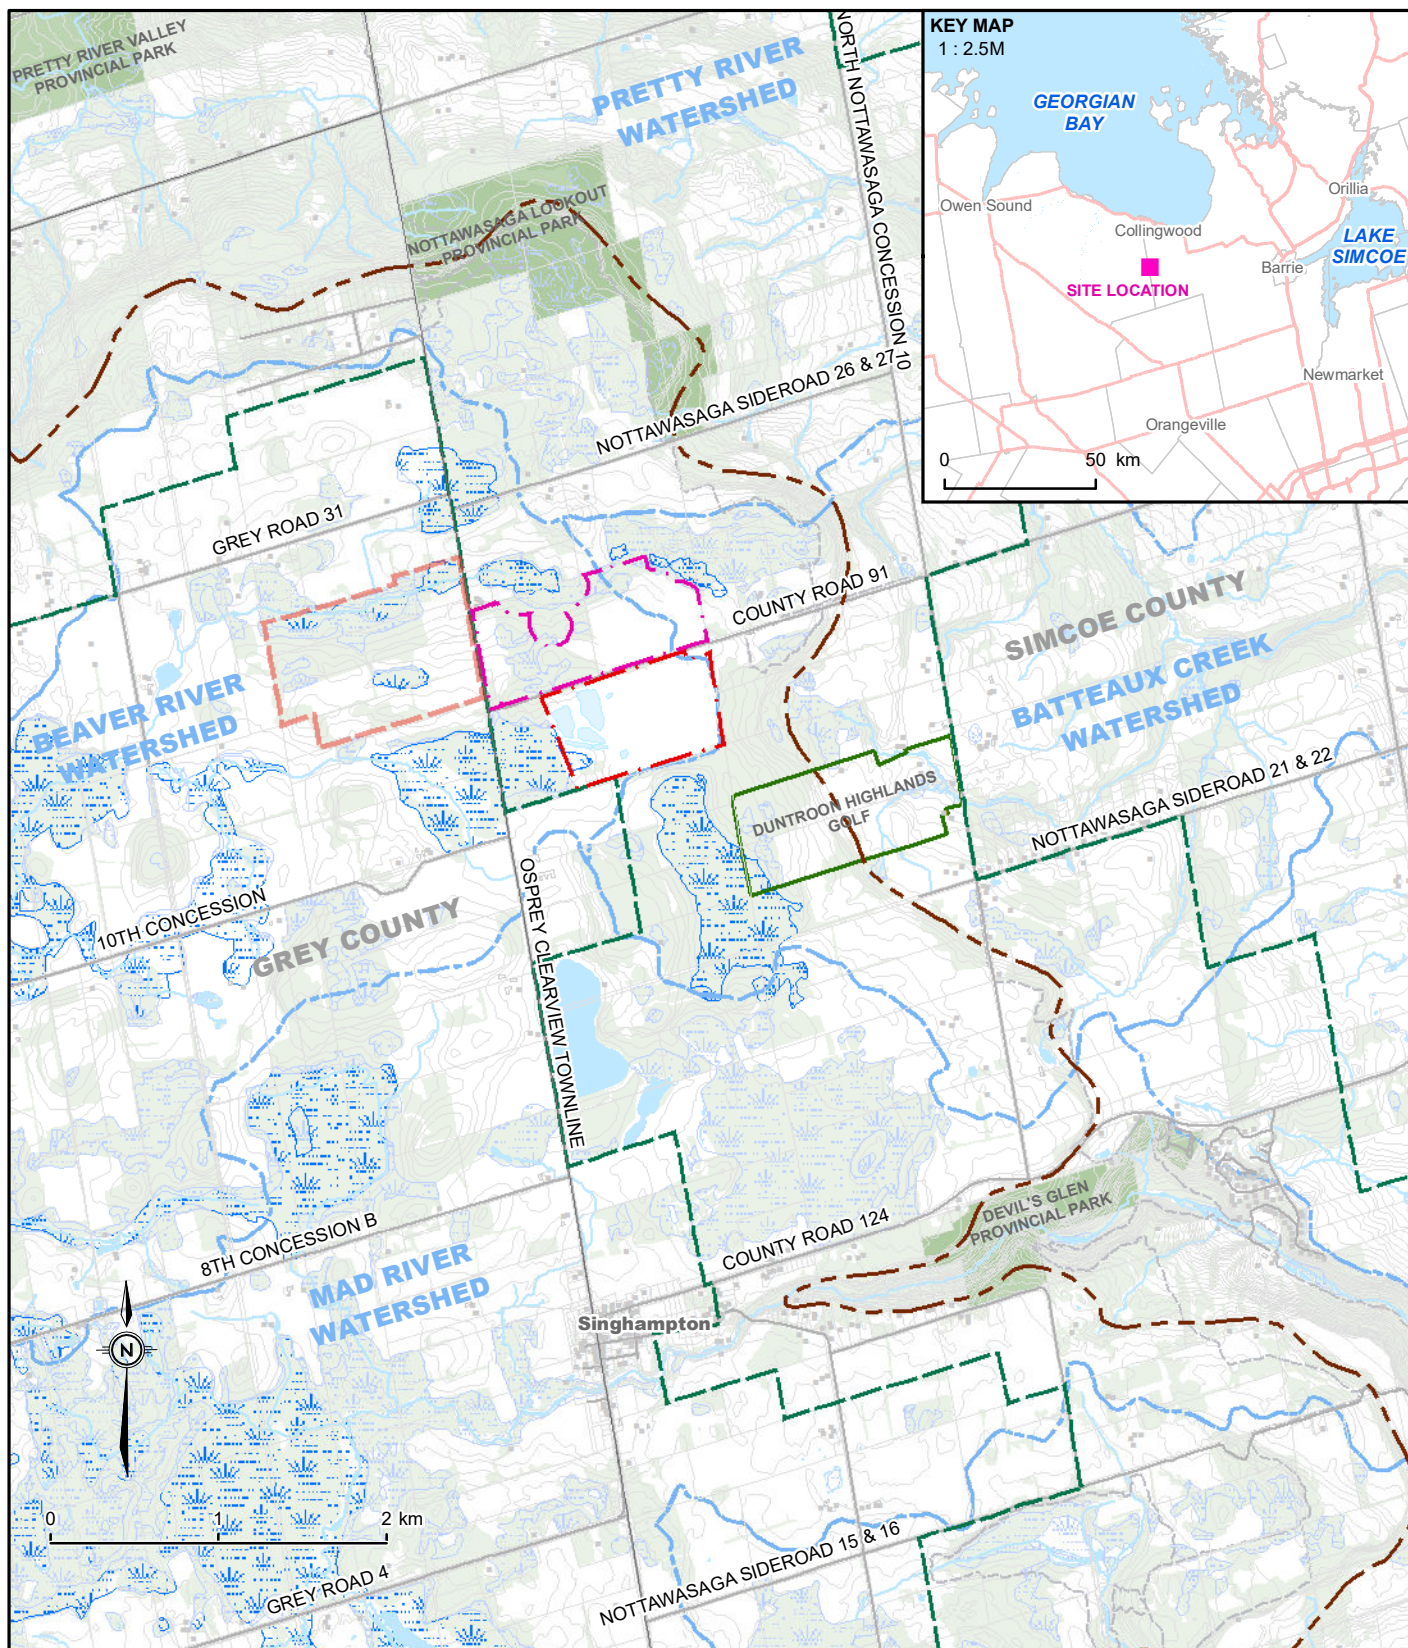 PRETTY RIVER VALLEY
PROVINCIAL PARK
PRETTY RIVER
WATERSHED
NORTH NOTTAWASAGA CONCESSION 10
KEY MAP
1 : 2.5M
GEORGIAN
BAY
Orillia
Owen Sound
Collingwood
LAKE
SIMCOE
Barrie
SITE LOCATION
Newmarket
Orangeville
0
50 km
NOTTAWASAGA LOOKOUT
PROVINCIAL PARK
NOTTAWASAGA SIDEROAD 26 & 27
GREY ROAD 31
COUNTY ROAD 91
SIMCOE COUNTY
BATTEAUX CREEK
WATERSHED
BEAVER RIVER
WATERSHED
DUNTROON HIGHLANDS
GOLF
NOTTAWASAGA SIDEROAD 21 & 22
OSPREY CLEARVIEW TOWNLINE
10TH CONCESSION
GREY COUNTY
DEVIL'S GLEN
PROVINCIAL PARK
COUNTY ROAD 124
8TH CONCESSION B
MAD RIVER
WATERSHED
Singhampton
N
0
1
2 km
NOTTAWASAGA SIDEROAD 15 & 16
GREY ROAD 4